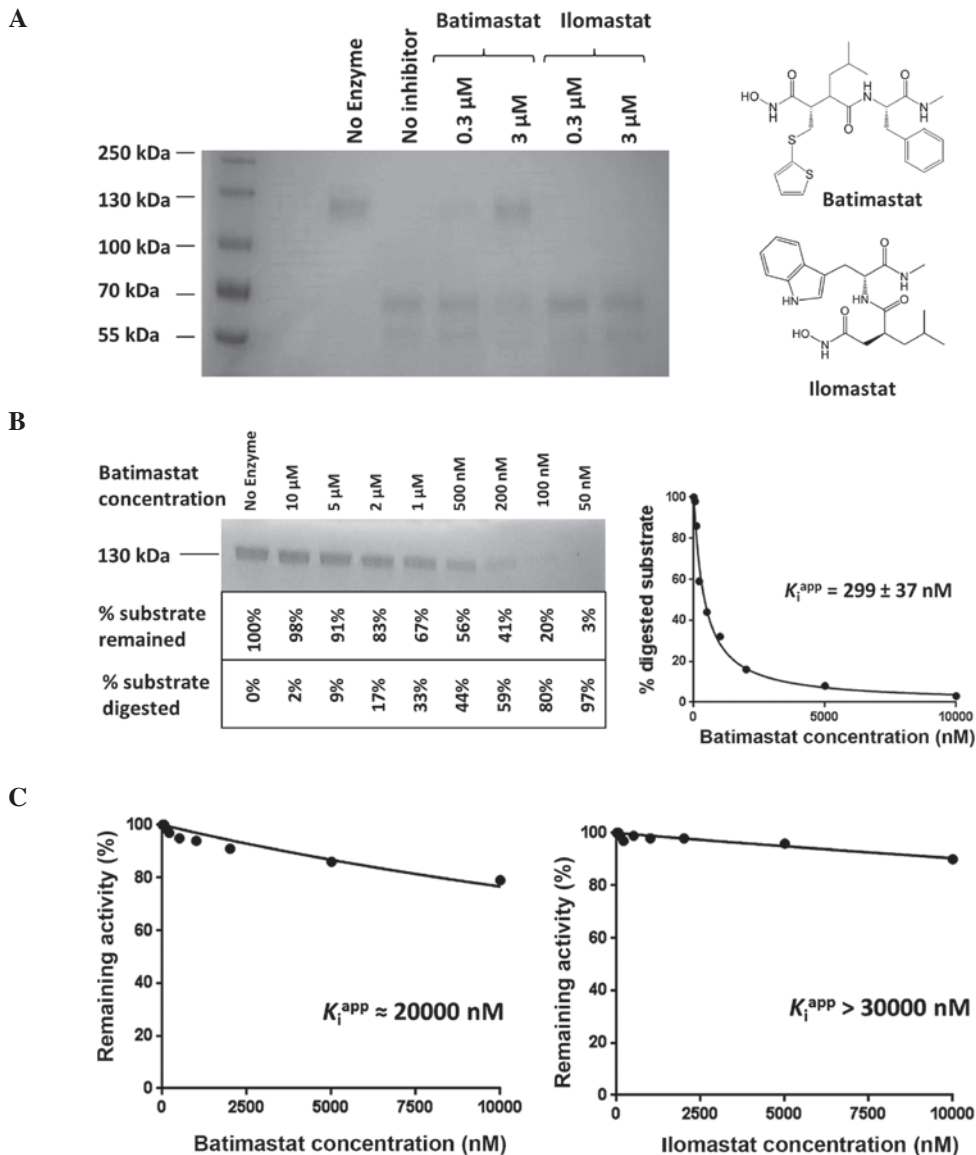 A
Batimastat
Ilomastat
No Enzyme
No inhibitor
0.3 µM
3 µM
0.3 µM
3 µM
250 kDa
130 kDa
100 kDa
70 kDa
55 kDa
HO
N
H
O
O
H
N
O
N
H
S
S
Batimastat
HN
O
N
H
HN
O
O
HO
N
H
Ilomastat
B
Batimastat
concentration
No Enzyme
10 µM
5 µM
2 µM
1 µM
500 nM
200 nM
100 nM
50 nM
130 kDa
% substrate
remained
100%
98%
91%
83%
67%
56%
41%
20%
3%
% substrate
digested
0%
2%
9%
17%
33%
44%
59%
80%
97%
% digested substrate
100
80
60
40
20
0
0
5000
10000
Kᵢᵃᵖᵖ = 299 ± 37 nM
Batimastat concentration (nM)
C
Remaining activity (%)
100
80
60
40
20
0
0
2500
5000
7500
10000
Kᵢᵃᵖᵖ ≈ 20000 nM
Batimastat concentration (nM)
Remaining activity (%)
100
80
60
40
20
0
0
2500
5000
7500
10000
Kᵢᵃᵖᵖ > 30000 nM
Ilomastat concentration (nM)